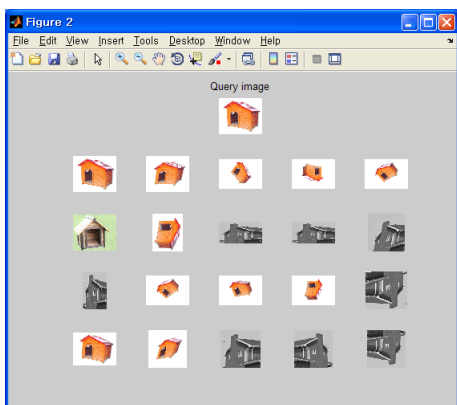 Figure 2
File Edit View Insert Tools Desktop Window Help
Query image